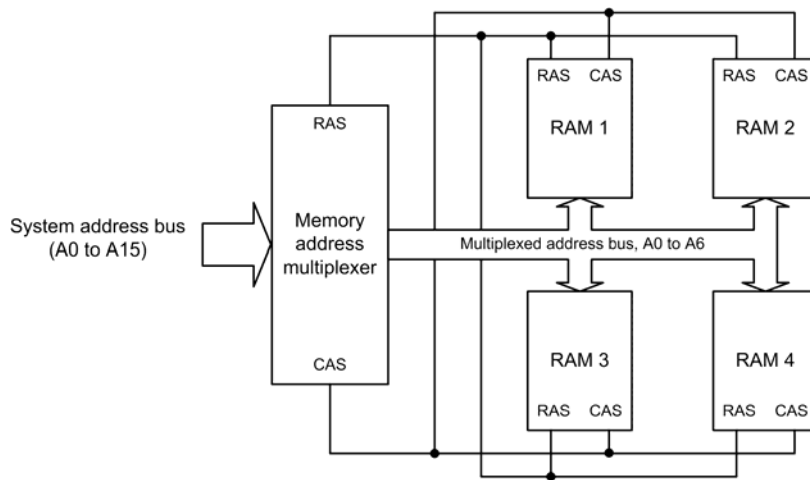 RAS CAS
RAM 1
RAS CAS
RAM 2
RAS
System address bus
(A0 to A15)
Memory
address
multiplexer
Multiplexed address bus, A0 to A6
CAS
RAM 3
RAS CAS
RAM 4
RAS CAS